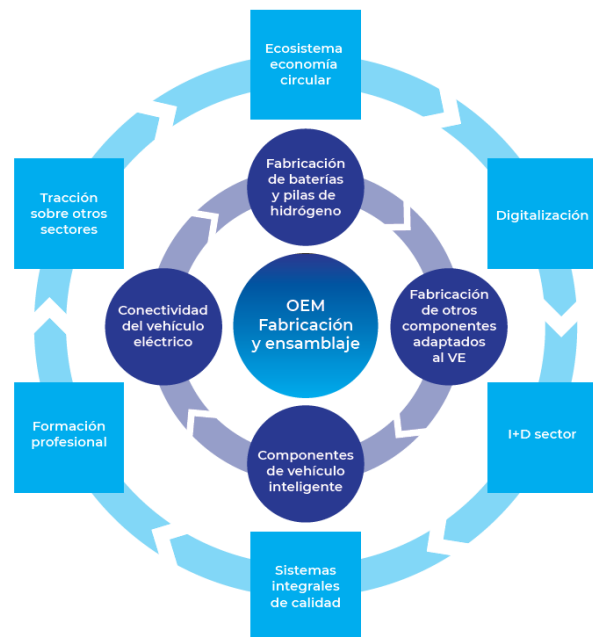 Ecosistema
economía
circular
Fabricación
de baterías
y pilas de
hidrógeno
Tracción
sobre otros
sectores
Digitalización
Conectividad
del vehículo
eléctrico
OEM
Fabricación
y ensamblaje
Fabricación
de otros
componentes
adaptados
al VE
Formación
profesional
I+D sector
Componentes
de vehículo
inteligente
Sistemas
integrales
de calidad